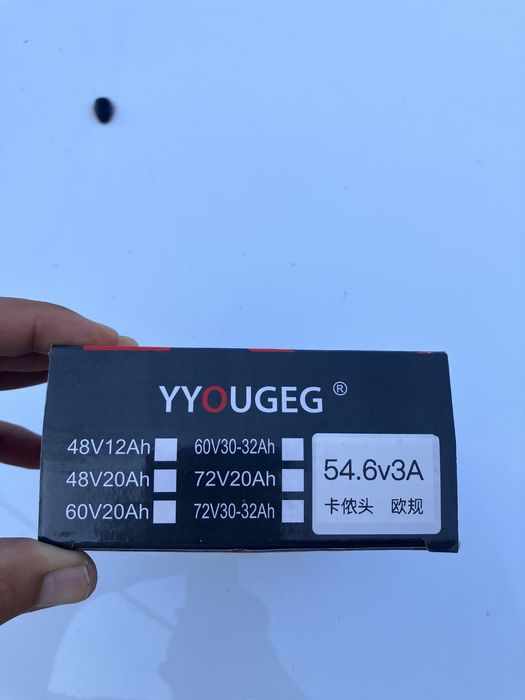 YYOUGEG ®
48V12Ah 60V30-32Ah
48V20Ah 72V20Ah
60V20Ah 72V30-32Ah
54.6v3A
卡侬头 欧规